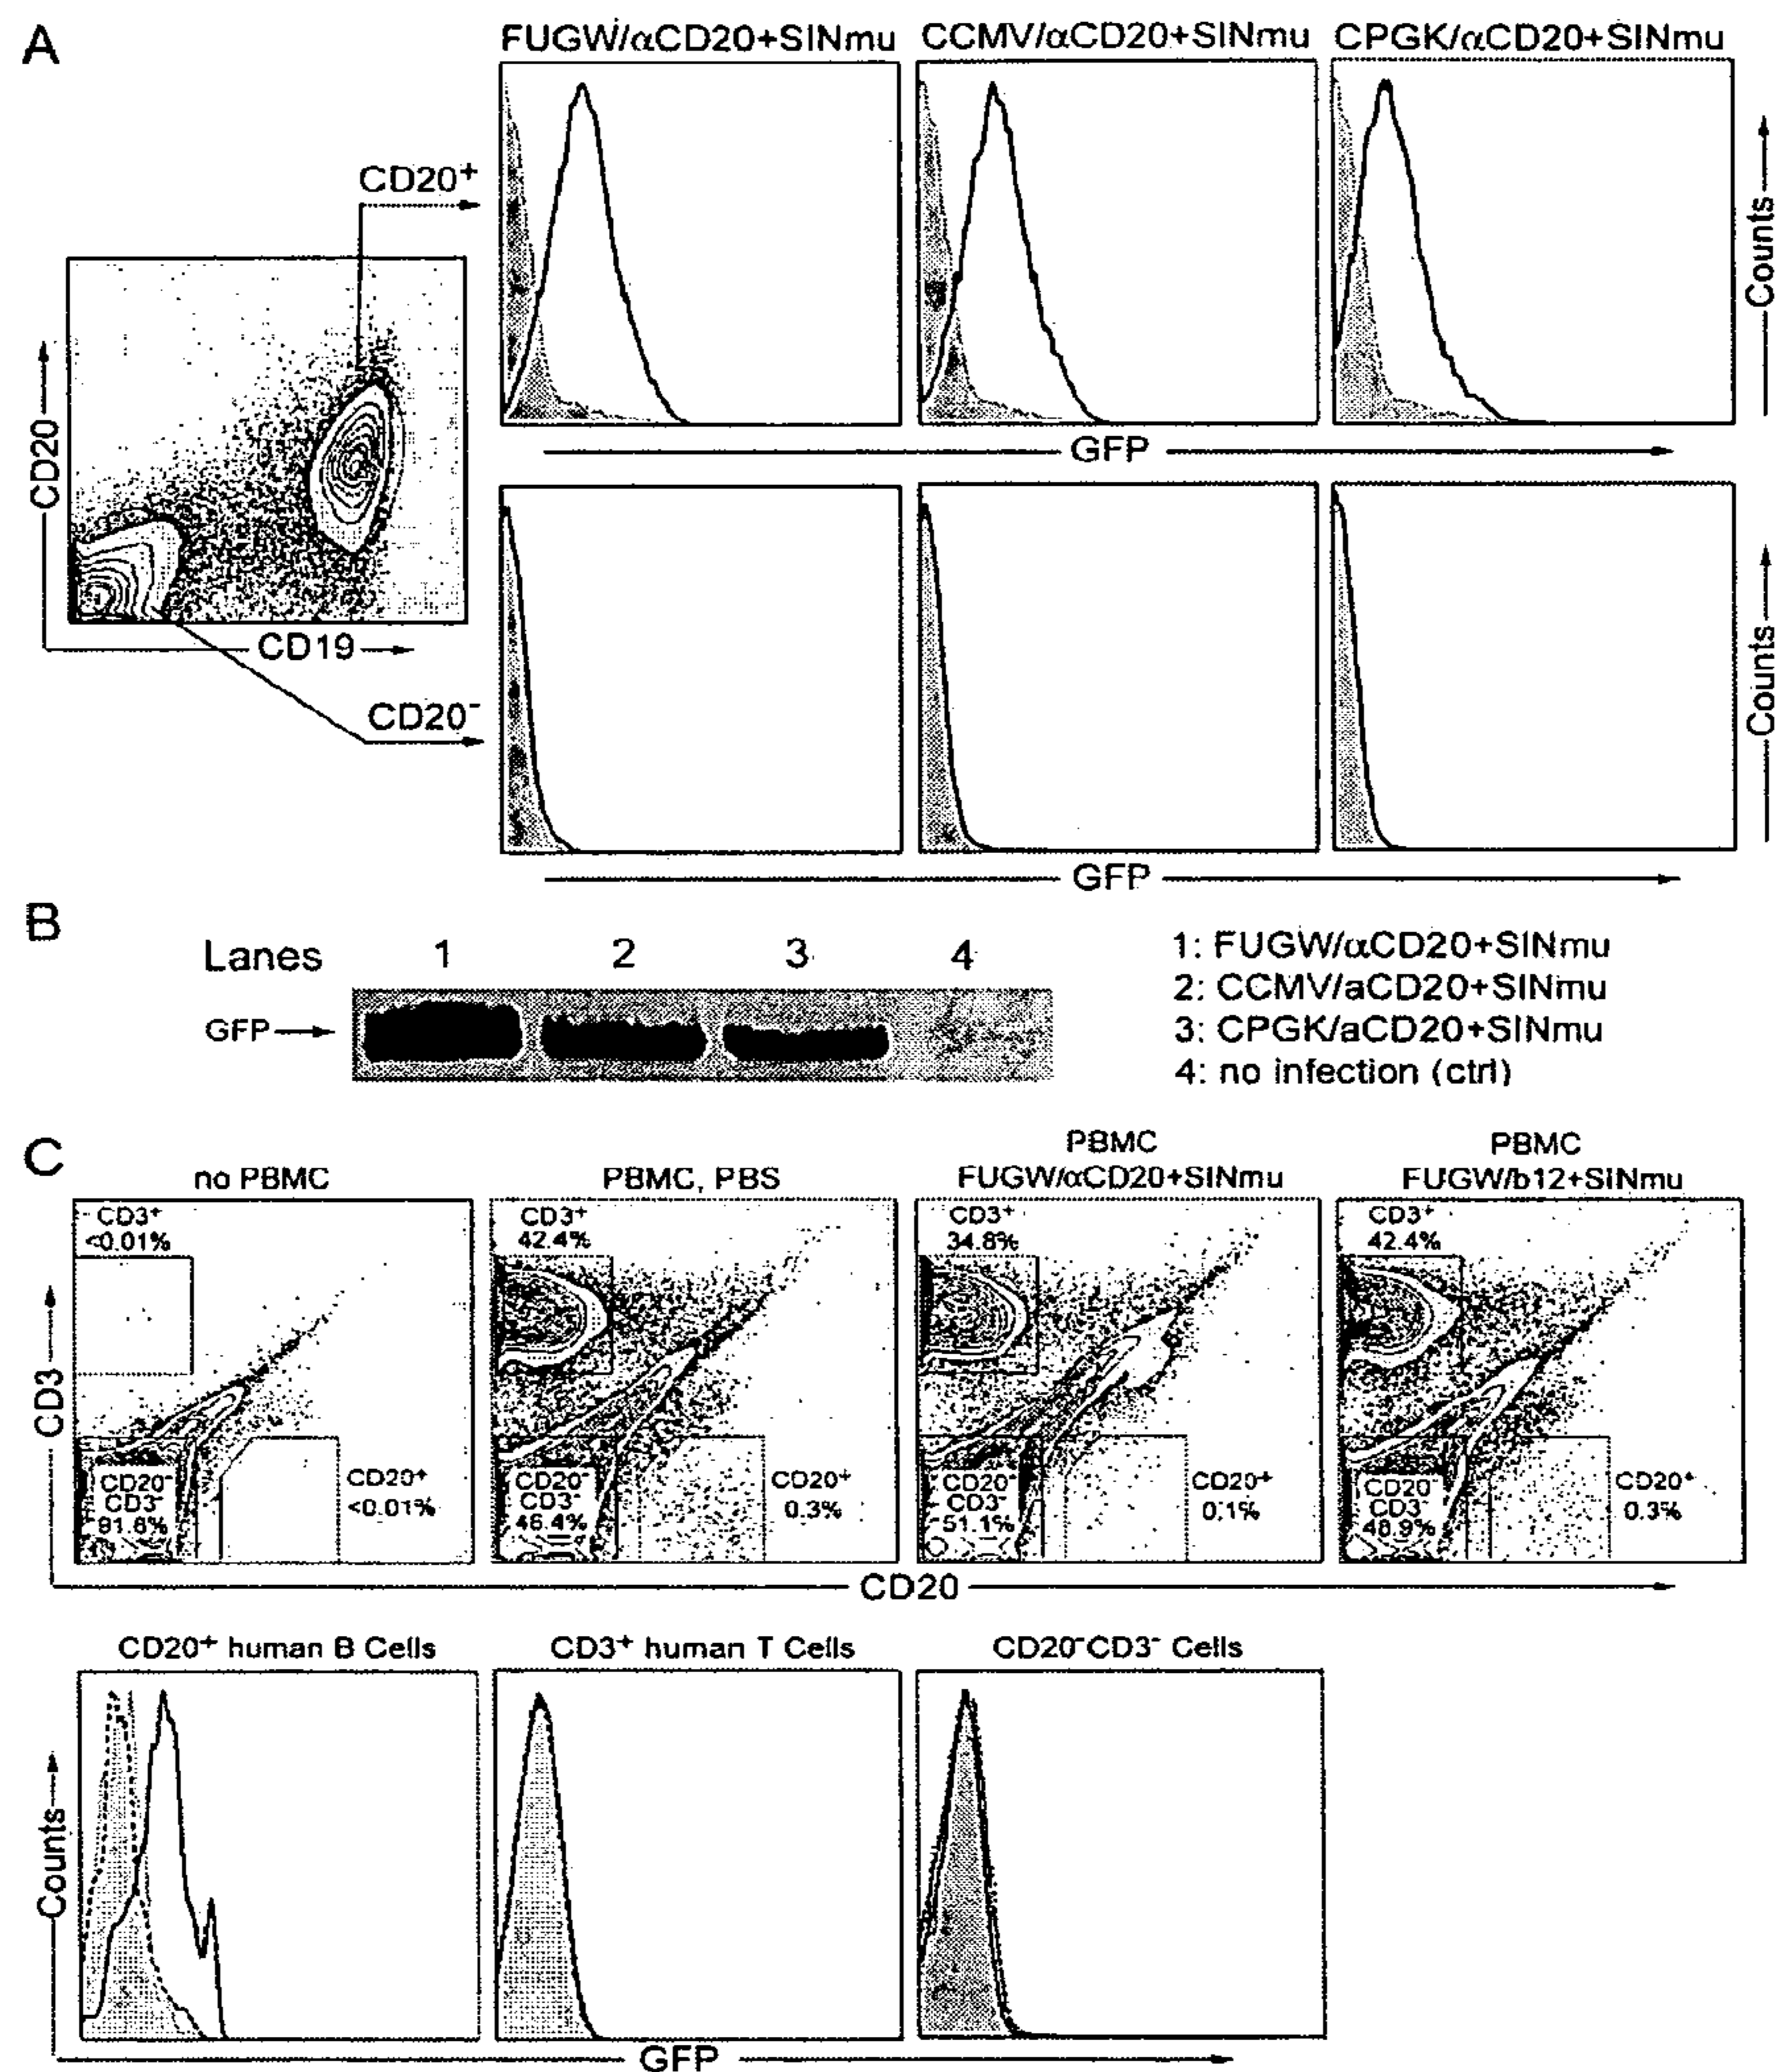 A
FUGW/αCD20+SINmu
CCMV/αCD20+SINmu
CPGK/αCD20+SINmu
CD20+
Counts
CD20
GFP
CD19
CD20-
Counts
GFP
B
Lanes 1 2 3 4
GFP
1: FUGW/αCD20+SINmu
2: CCMV/aCD20+SINmu
3: CPGK/aCD20+SINmu
4: no infection (ctrl)
C
no PBMC
PBMC, PBS
PBMC
FUGW/αCD20+SINmu
PBMC
FUGW/b12+SINmu
CD3+
<0.01%
CD3+
42.4%
CD3+
34.8%
CD3+
42.4%
CD3
CD20-
CD3-
81.6%
CD20+
<0.01%
CD20-
CD3-
46.4%
CD20+
0.3%
CD20-
CD3-
51.1%
CD20+
0.1%
CD20-
CD3-
48.9%
CD20+
0.3%
CD20
CD20+ human B Cells
CD3+ human T Cells
CD20-CD3- Cells
Counts
GFP